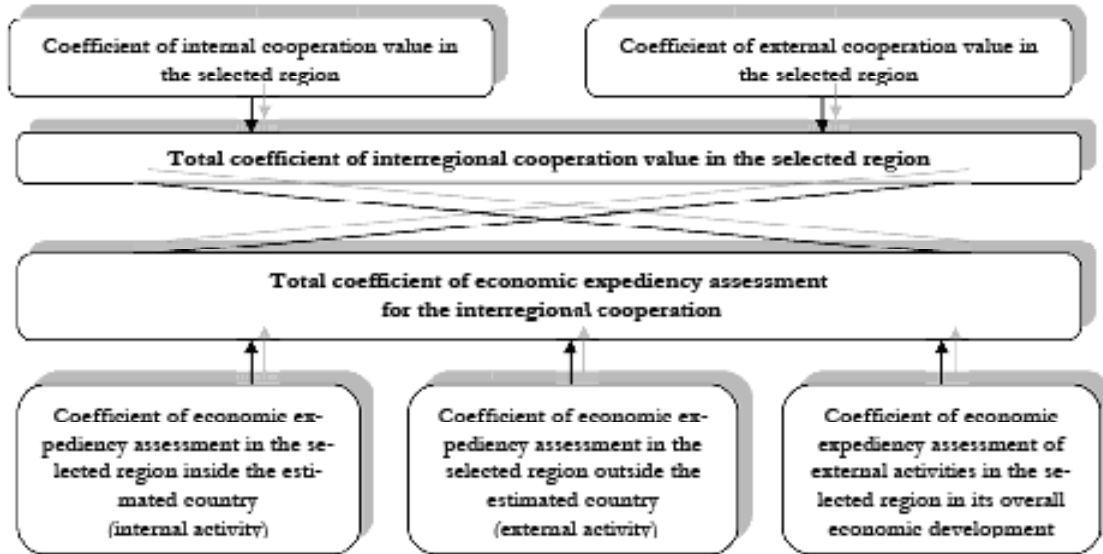 Coefficient of internal cooperation value in
the selected region
Coefficient of external cooperation value in
the selected region
Total coefficient of interregional cooperation value in the selected region
Total coefficient of economic expediency assessment
for the interregional cooperation
Coefficient of economic ex-
pediency assessment in the se-
lected region inside the esti-
mated country
(internal activity)
Coefficient of economic ex-
pediency assessment in the
selected region outside the
estimated country
(external activity)
Coefficient of economic
expediency assessment of
external activities in the se-
lected region in its overall
economic development